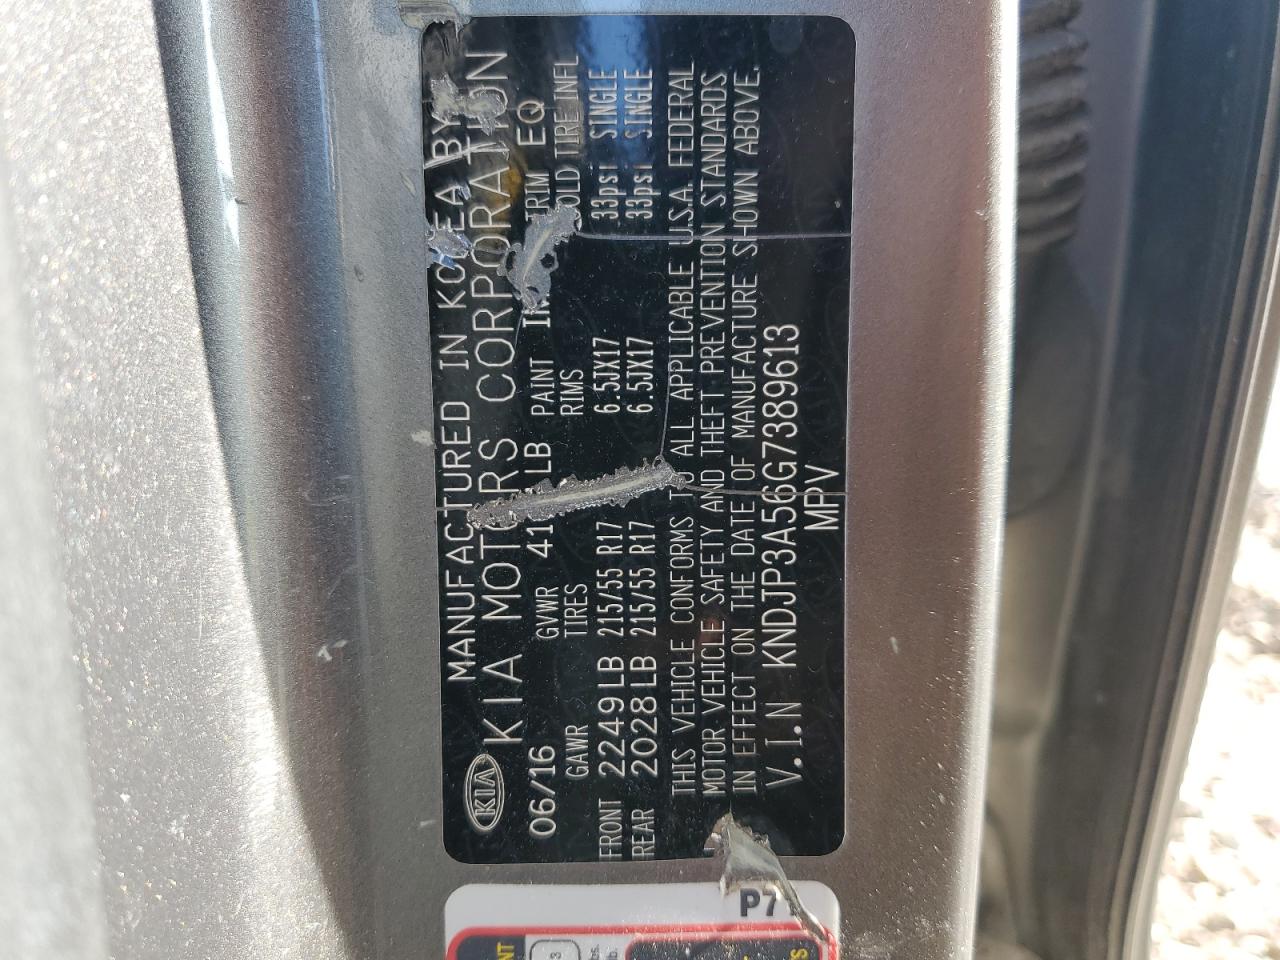 MANUFACTURED IN KOREA BY
KIA KIA MOTORS CORPORATION
06/16 GVWR LB PAINT TRIM EQ
GAWR TIRES RIMS COLD TIRE INFL
FRONT 2249LB 215/55 R17 6.5JX17 33psi SINGLE
REAR 2028LB 215/55 R17 6.5JX17 33psi SINGLE
THIS VEHICLE CONFORMS TO ALL APPLICABLE U.S.A. FEDERAL
MOTOR VEHICLE SAFETY AND THEFT PREVENTION STANDARDS
IN EFFECT ON THE DATE OF MANUFACTURE SHOWN ABOVE.
V.I.N KNDJP3A56G7389613
MPV